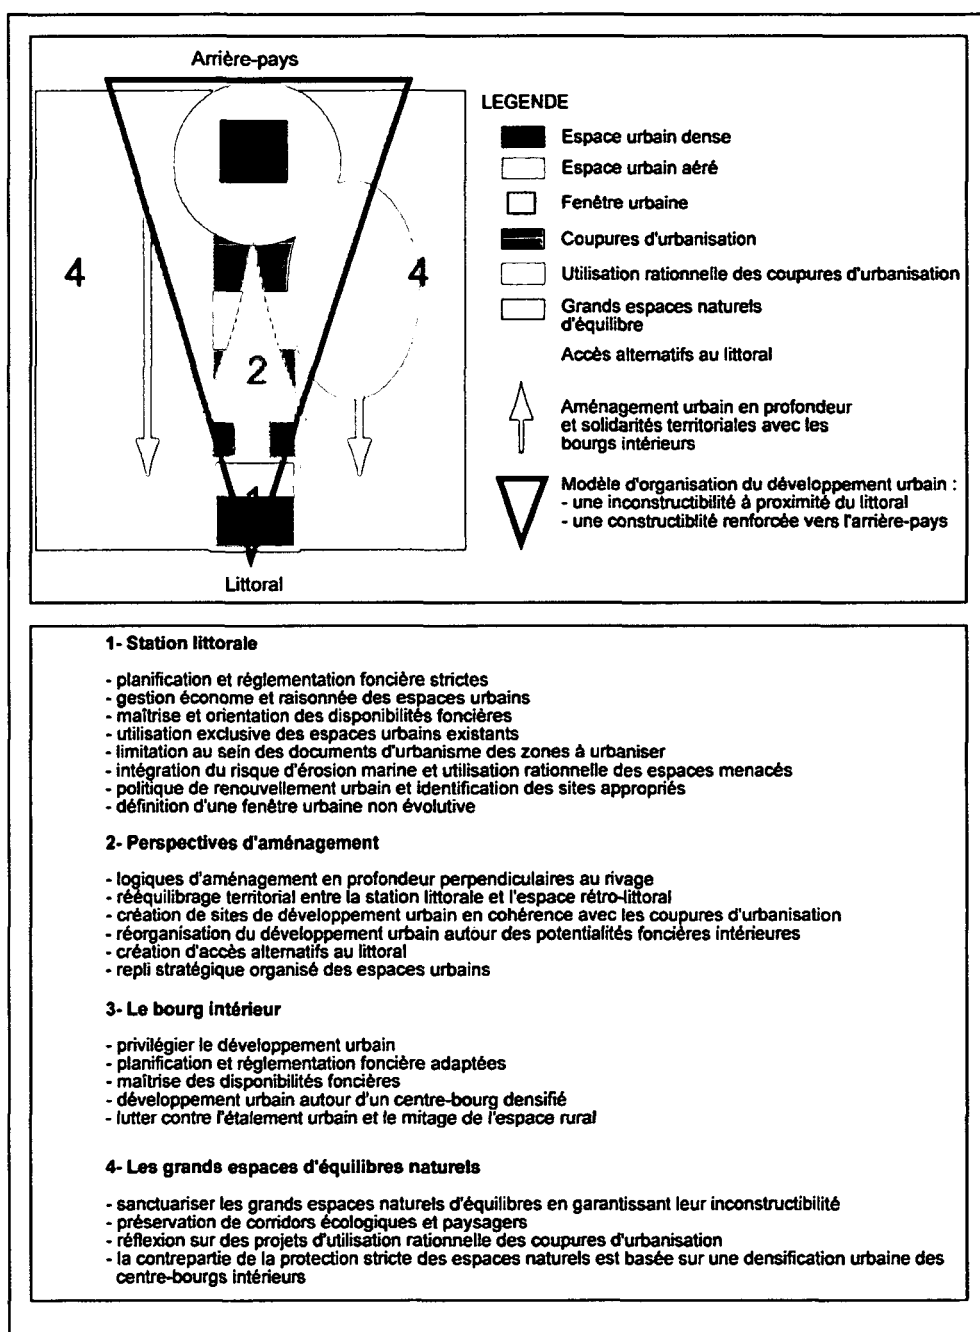 Arrière-pays
LEGENDE
Espace urbain dense
Espace urbain aéré
Fenêtre urbaine
Coupures d'urbanisation
Utilisation rationnelle des coupures d'urbanisation
Grands espaces naturels
d'équilibre
Accès alternatifs au littoral
Aménagement urbain en profondeur
et solidarités territoriales avec les
bourgs intérieurs
Modèle d'organisation du développement urbain :
- une inconstructibilité à proximité du littoral
- une constructiblité renforcée vers l'arrière-pays
4
4
2
1
Littoral
1- Station littorale
- planification et réglementation foncière strictes
- gestion économe et raisonnée des espaces urbains
- maîtrise et orientation des disponibilités foncières
- utilisation exclusive des espaces urbains existants
- limitation au sein des documents d'urbanisme des zones à urbaniser
- intégration du risque d'érosion marine et utilisation rationnelle des espaces menacés
- politique de renouvellement urbain et identification des sites appropriés
- définition d'une fenêtre urbaine non évolutive
2- Perspectives d'aménagement
- logiques d'aménagement en profondeur perpendiculaires au rivage
- rééquilibrage territorial entre la station littorale et l'espace rétro-littoral
- création de sites de développement urbain en cohérence avec les coupures d'urbanisation
- réorganisation du développement urbain autour des potentialités foncières intérieures
- création d'accès alternatifs au littoral
- repli stratégique organisé des espaces urbains
3- Le bourg intérieur
- privilégier le développement urbain
- planification et réglementation foncière adaptées
- maîtrise des disponibilités foncières
- développement urbain autour d'un centre-bourg densifié
- lutter contre l'étalement urbain et le mitage de l'espace rural
4- Les grands espaces d'équilibres naturels
- sanctuariser les grands espaces naturels d'équilibres en garantissant leur inconstructibilité
- préservation de corridors écologiques et paysagers
- réflexion sur des projets d'utilisation rationnelle des coupures d'urbanisation
- la contrepartie de la protection stricte des espaces naturels est basée sur une densification urbaine des
centre-bourgs intérieurs